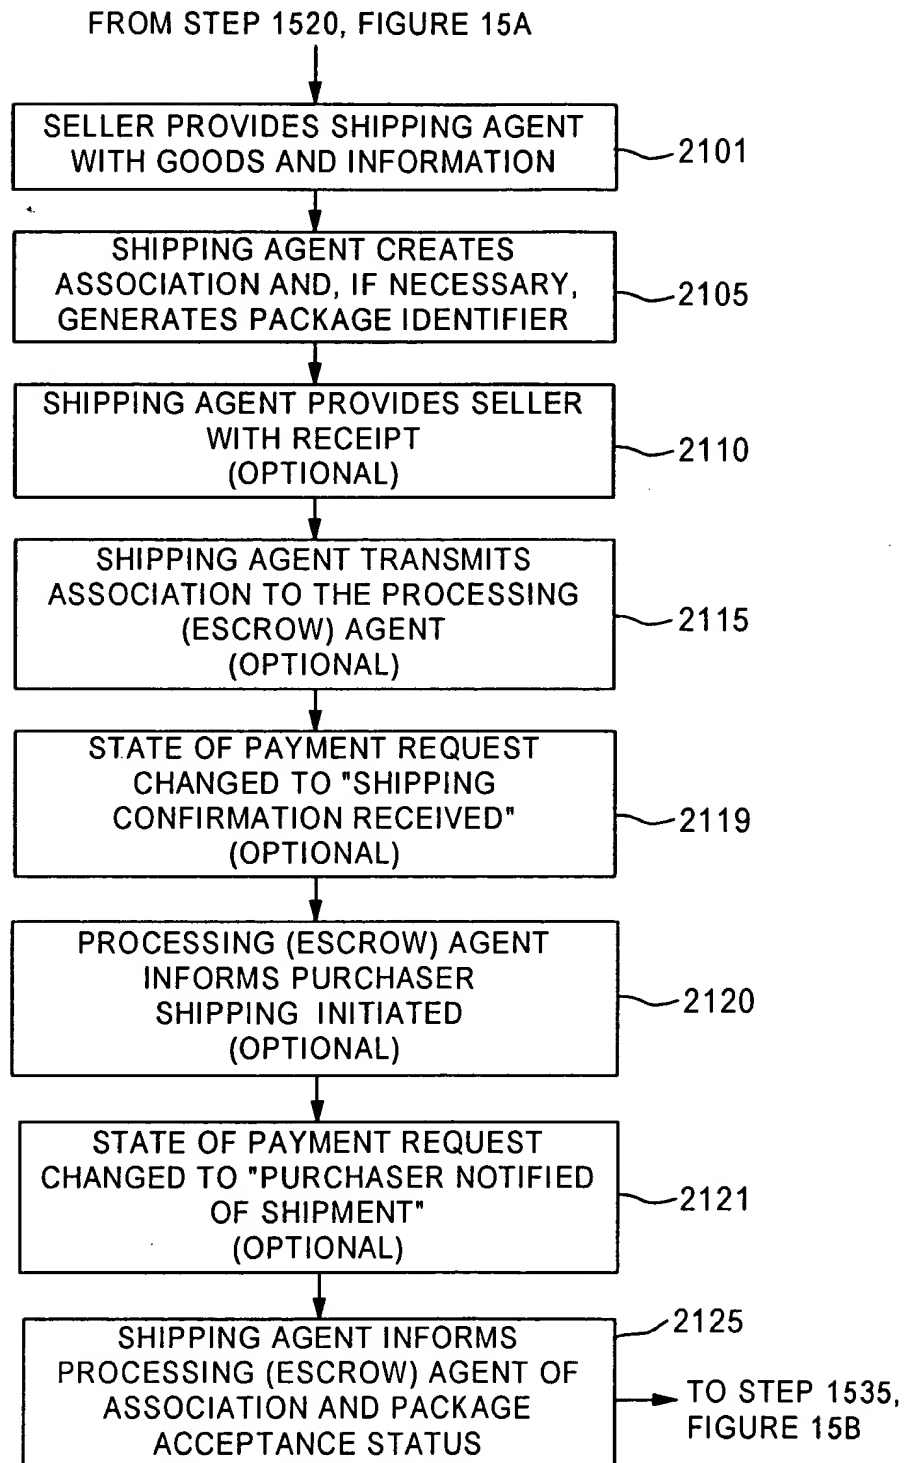 FROM STEP 1520, FIGURE 15A
SELLER PROVIDES SHIPPING AGENT
WITH GOODS AND INFORMATION
2101
SHIPPING AGENT CREATES
ASSOCIATION AND, IF NECESSARY,
GENERATES PACKAGE IDENTIFIER
2105
SHIPPING AGENT PROVIDES SELLER
WITH RECEIPT
(OPTIONAL)
2110
SHIPPING AGENT TRANSMITS
ASSOCIATION TO THE PROCESSING
(ESCROW) AGENT
(OPTIONAL)
2115
STATE OF PAYMENT REQUEST
CHANGED TO "SHIPPING
CONFIRMATION RECEIVED"
(OPTIONAL)
2119
PROCESSING (ESCROW) AGENT
INFORMS PURCHASER
SHIPPING INITIATED
(OPTIONAL)
2120
STATE OF PAYMENT REQUEST
CHANGED TO "PURCHASER NOTIFIED
OF SHIPMENT"
(OPTIONAL)
2121
SHIPPING AGENT INFORMS
PROCESSING (ESCROW) AGENT OF
ASSOCIATION AND PACKAGE
ACCEPTANCE STATUS
2125
TO STEP 1535,
FIGURE 15B